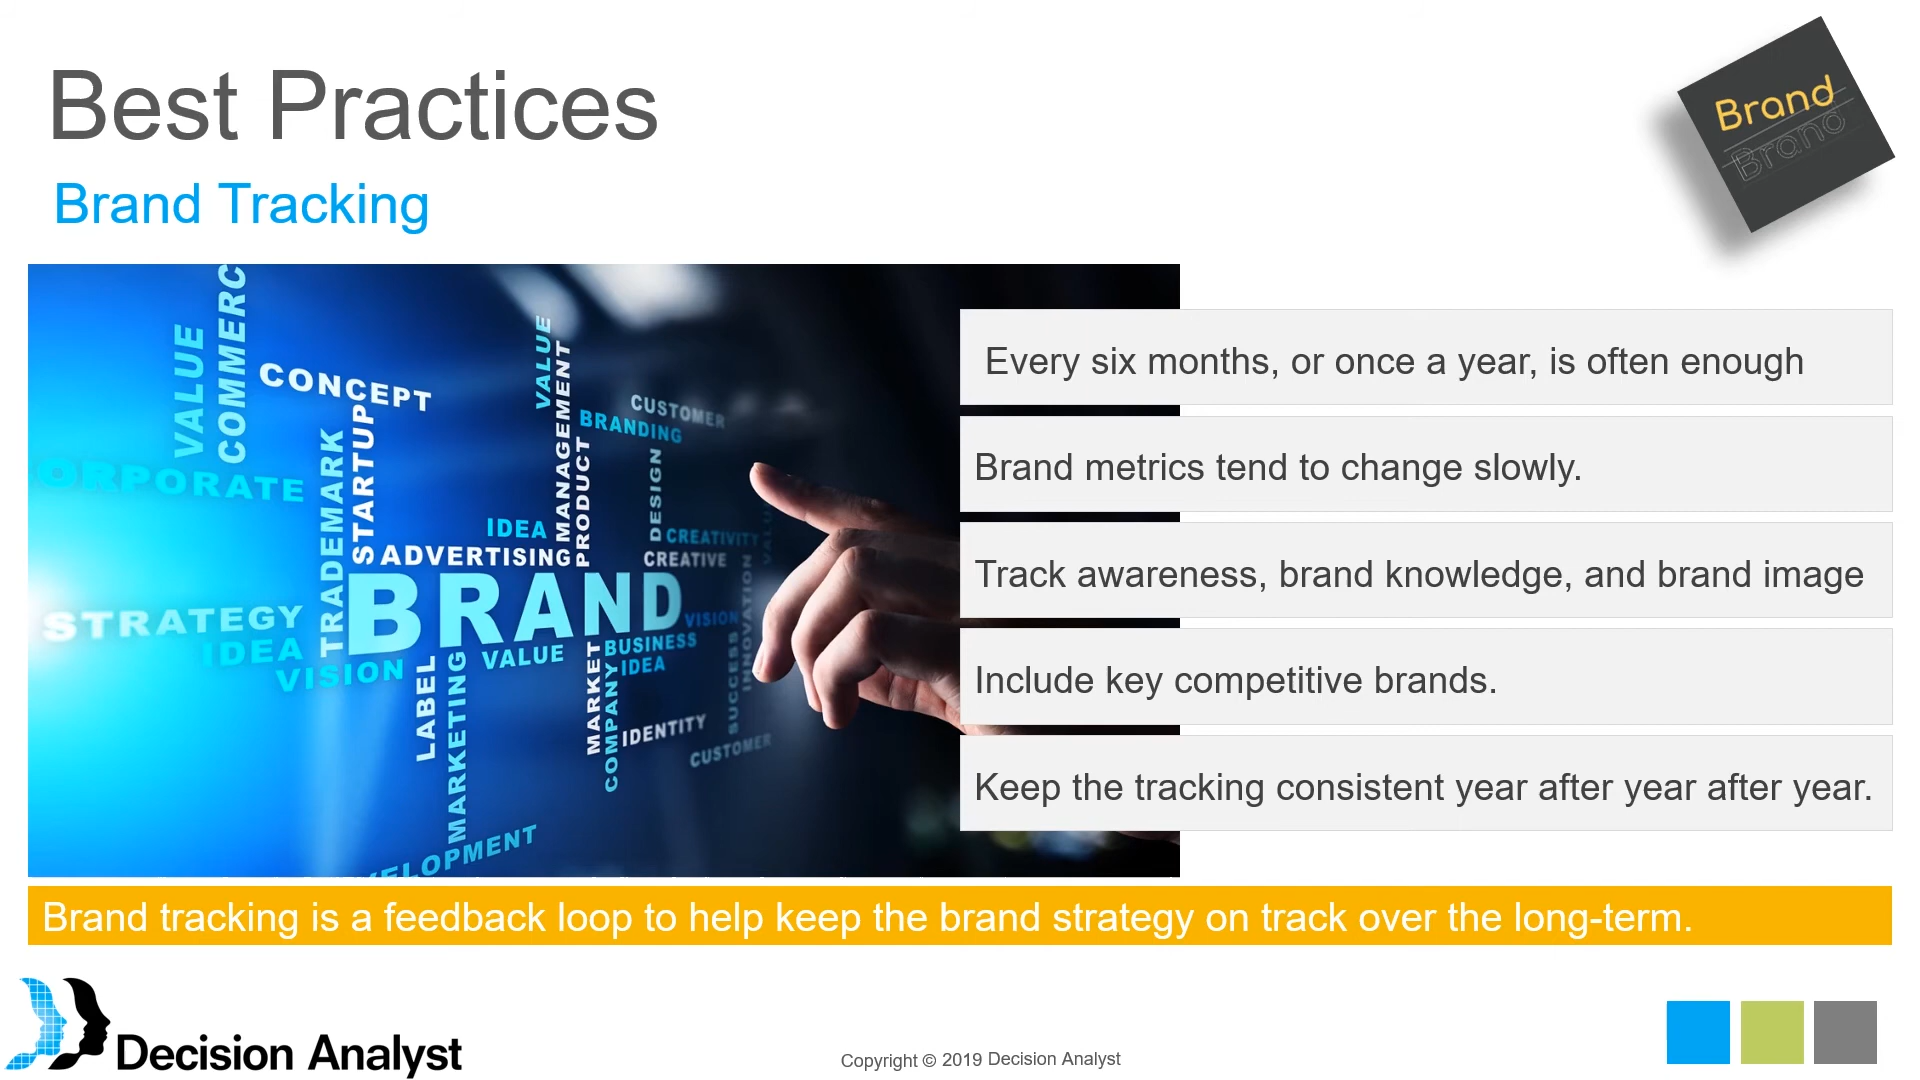 Best Practices
Brand
Brand
Brand Tracking
VALUE
COMMERC
CONCEPT
ORPORATE
TRADEMARK
STARTUP
VALUE
MANAGEMENT
PRODUCT
CUSTOMER
BRANDING
DESIGN
IDEA
ADVERTISING
CREATIVITY
CREATIVE
VALU
BRAND
STRATEGY
IDEA
VISION
VALUE
LABEL
MARKETING
MARKET
COMPANY
BUSINESS
IDEA
VISION
SUCCESS
INNOVATION
IDENTITY
CUSTOMER
VELOPMENT
Every six months, or once a year, is often enough
Brand metrics tend to change slowly.
Track awareness, brand knowledge, and brand image
Include key competitive brands.
Keep the tracking consistent year after year after year.
Brand tracking is a feedback loop to help keep the brand strategy on track over the long-term.
Decision Analyst
Copyright © 2019 Decision Analyst